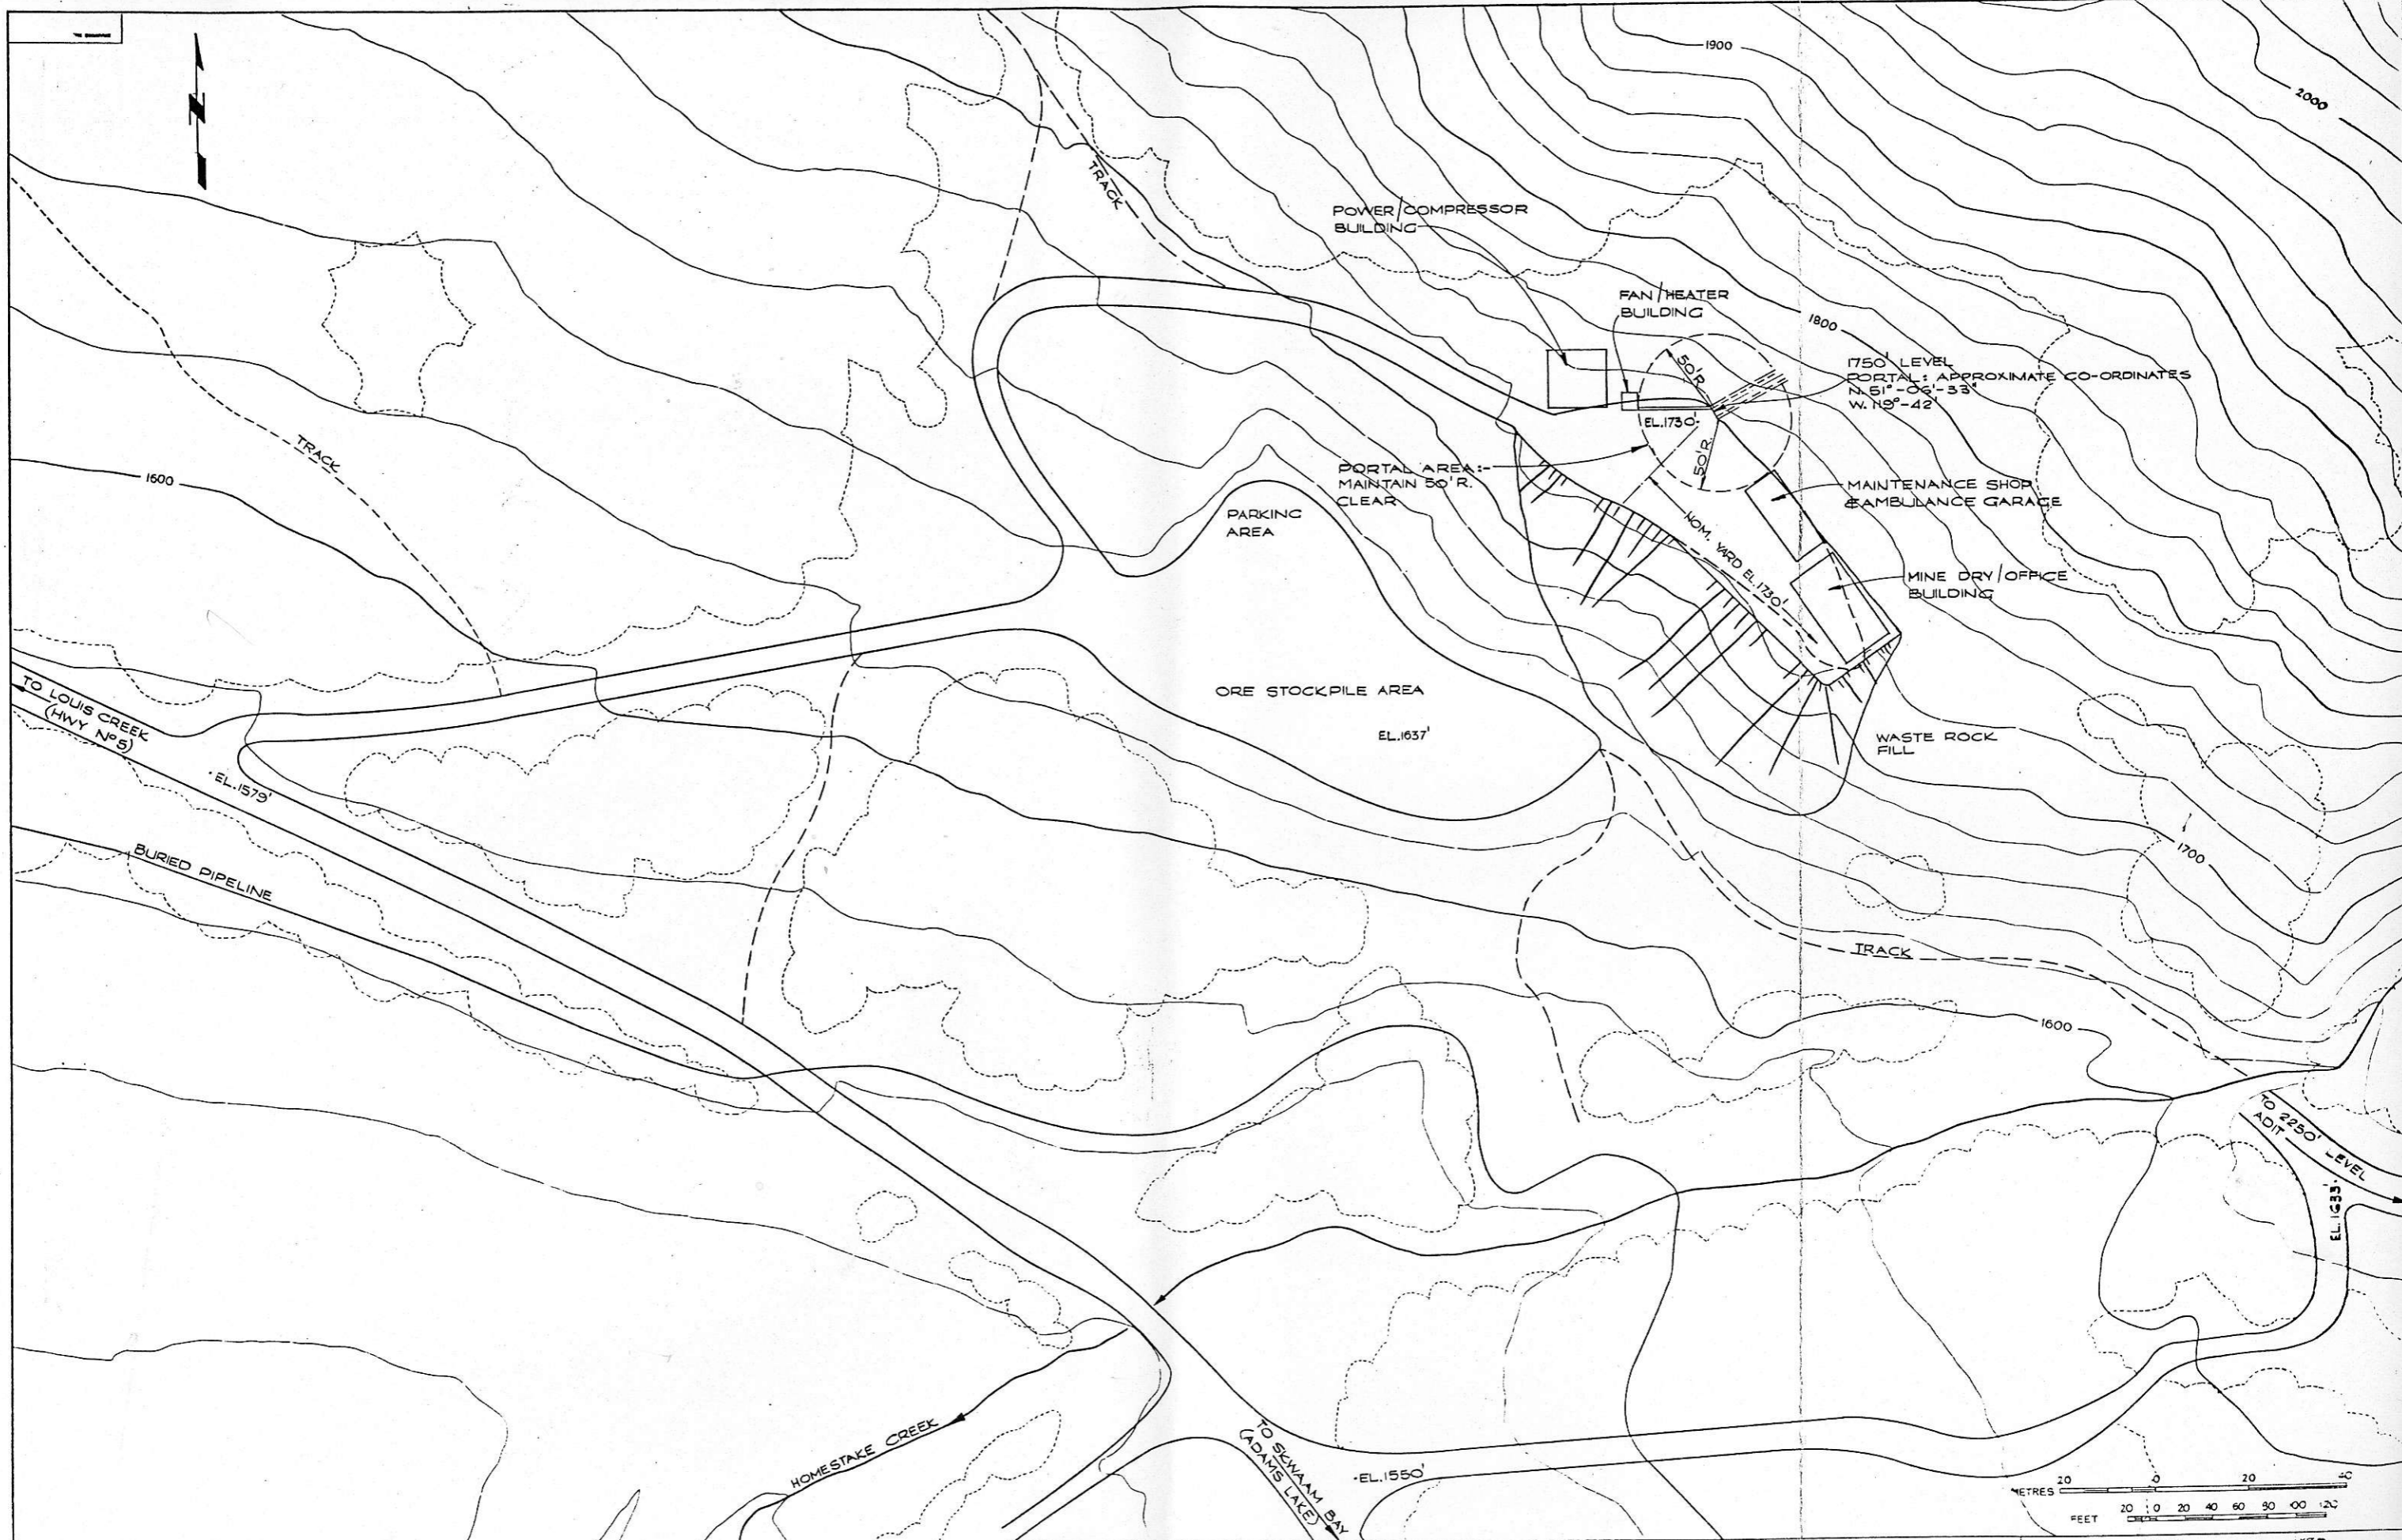 N
1900
2000
TRACK
POWER/COMPRESSOR
BUILDING
FAN/HEATER
BUILDING
1800
50'R.
1750' LEVEL
PORTAL: APPROXIMATE CO-ORDINATES
N. 51°-06'-33"
W. 119°-42'
EL.1730'
50'R.
PORTAL AREA:-
MAINTAIN 50'R.
CLEAR
MAINTENANCE SHOP
& AMBULANCE GARAGE
TRACK
1600
PARKING
AREA
NOM. YARD EL.1730'
MINE DRY/OFFICE
BUILDING
TO LOUIS CREEK
(HWY Nº5)
ORE STOCKPILE AREA
EL.1637'
WASTE ROCK
FILL
EL.1579'
BURIED PIPELINE
1700
TRACK
1600
TO 2250' LEVEL
ADIT
EL.1633'
HOMESTAKE CREEK
TO SKWAAM BAY
(ADAMS LAKE)
EL.1550'
20 0 20 40
METRES
20 0 20 40 60 80 100 120
FEET